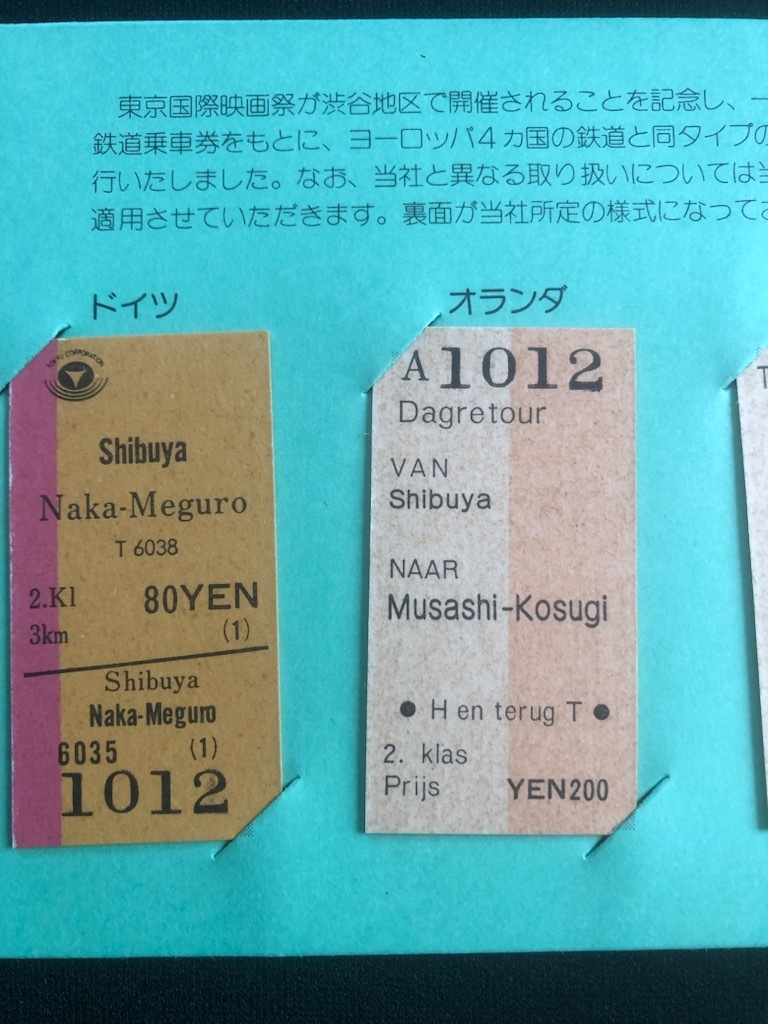 東京国際映画祭が渋谷地区で開催されることを記念し、一
鉄道乗車券をもとに、ヨーロッパ4ヵ国の鉄道と同タイプの
行いたしました。なお、当社と異なる取り扱いについては当
適用させていただきます。裏面が当社所定の様式になってお
ドイツ
TOKYU CORPORATION
Shibuya
Naka-Meguro
T 6038
2.Kl 80YEN
3km (1)
Shibuya
Naka-Meguro
6035 (1)
1012
オランダ
A1012
Dagretour
VAN
Shibuya
NAAR
Musashi-Kosugi
● H en terug T ●
2. klas
Prijs YEN200
T